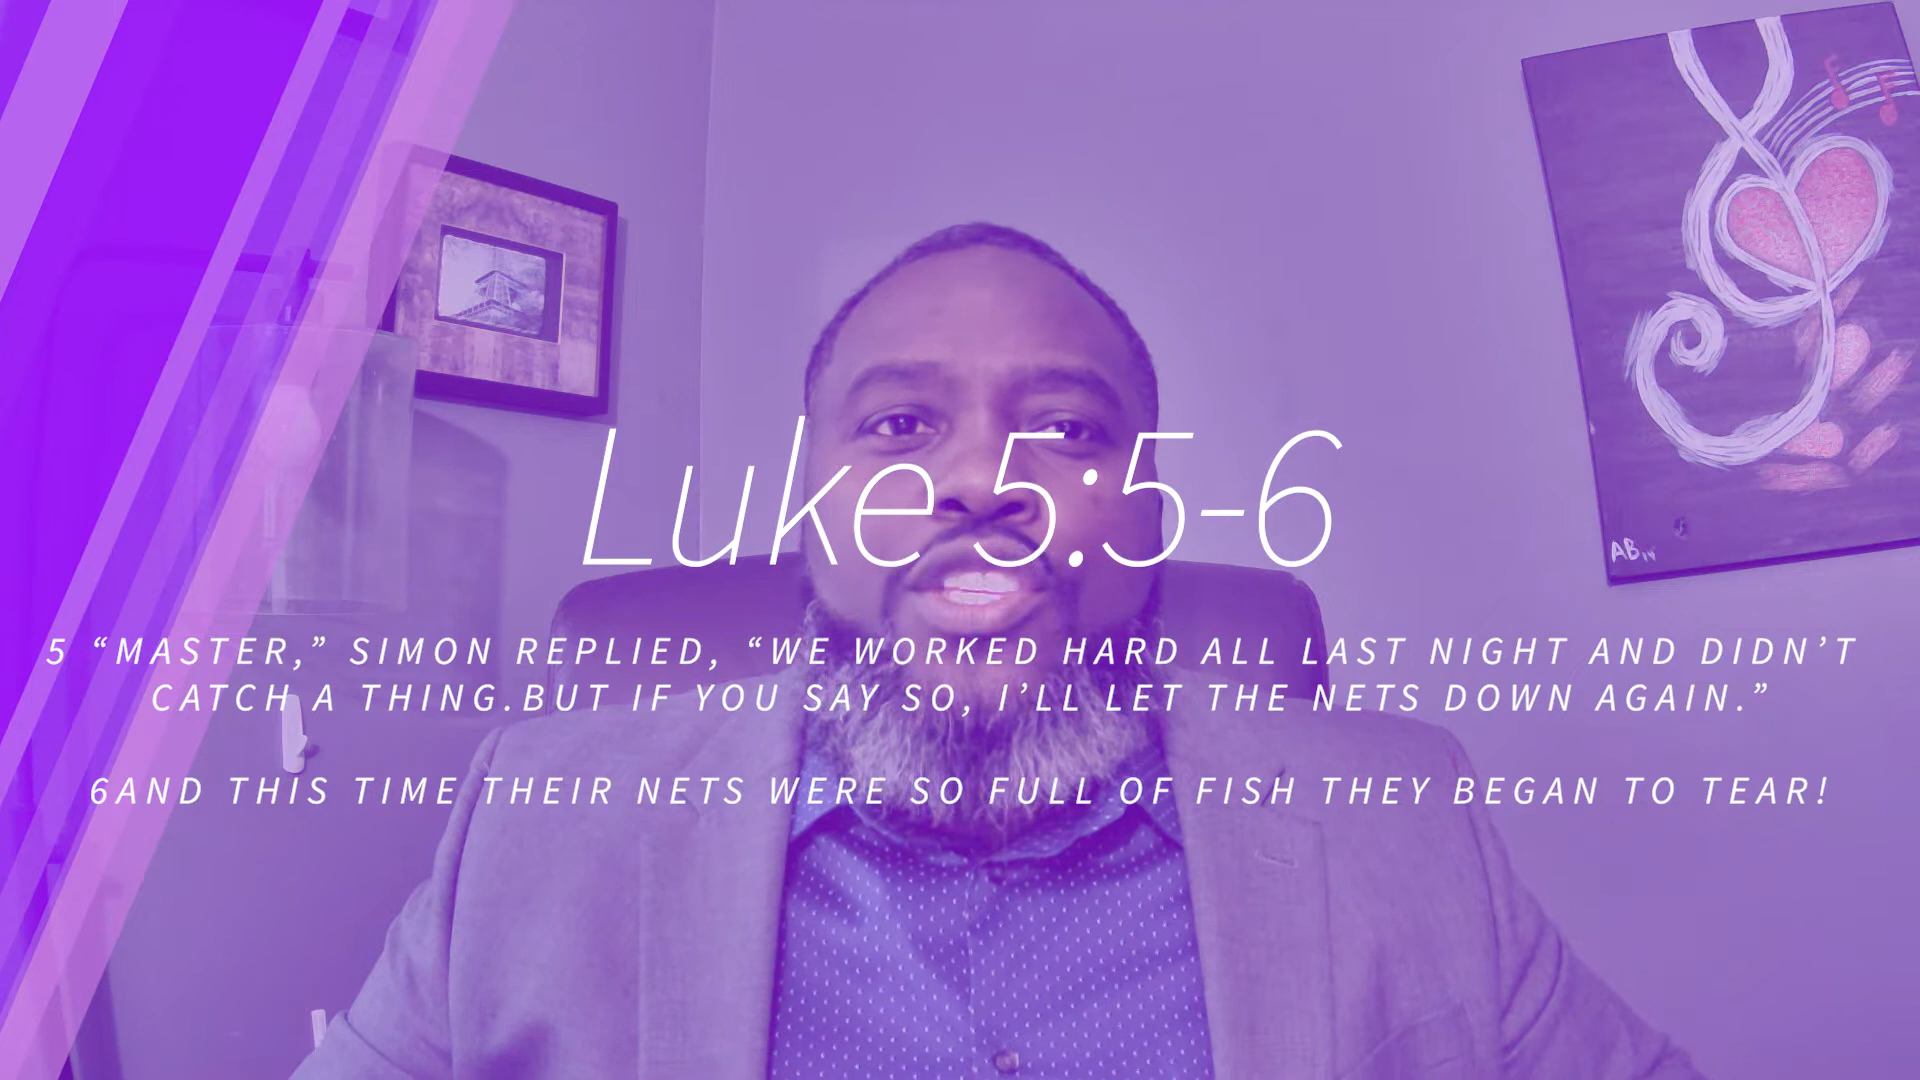 Luke 5:5-6
5 “MASTER,” SIMON REPLIED, “WE WORKED HARD ALL LAST NIGHT AND DIDN’T
CATCH A THING.BUT IF YOU SAY SO, I’LL LET THE NETS DOWN AGAIN.”
6AND THIS TIME THEIR NETS WERE SO FULL OF FISH THEY BEGAN TO TEAR!
AB